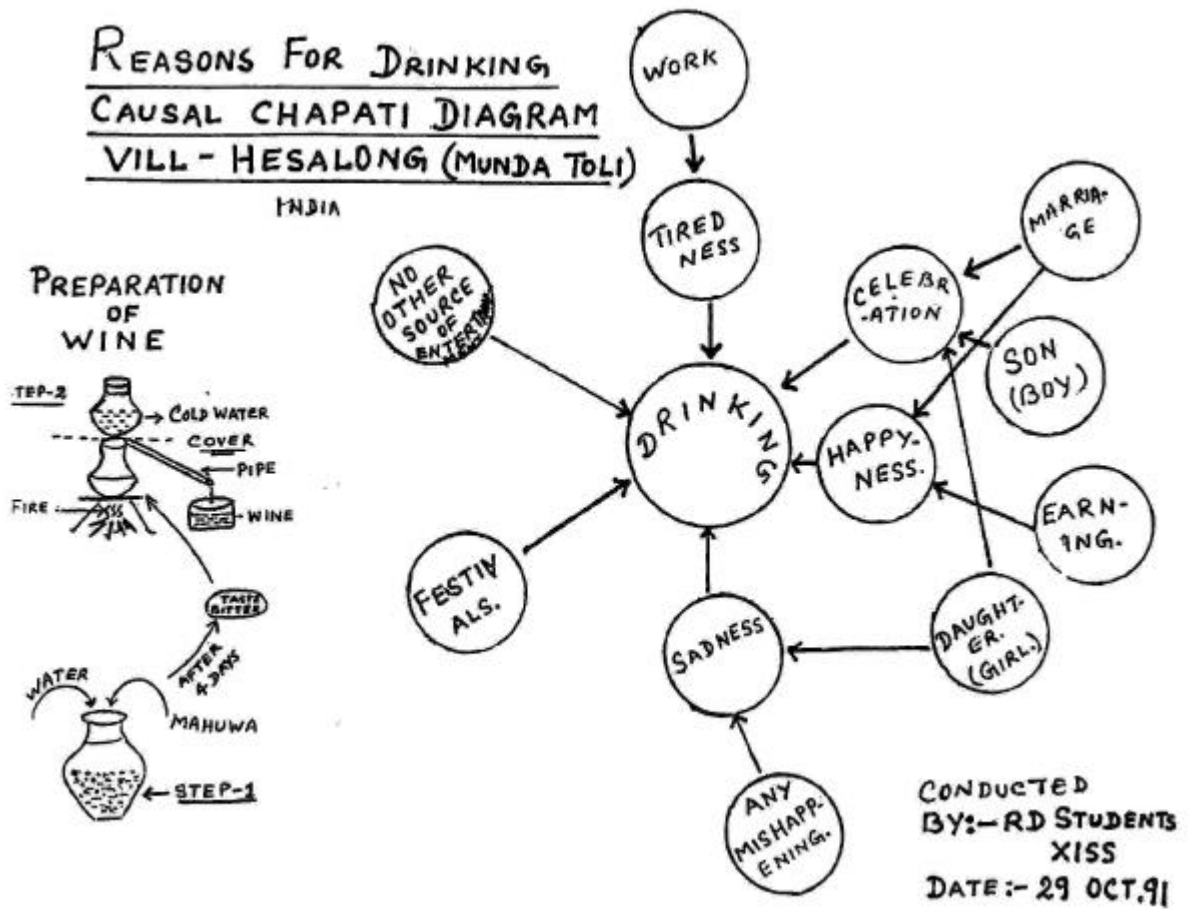 REASONS FOR DRINKING
CAUSAL CHAPATI DIAGRAM
VILL - HESALONG (MUNDA TOLI)
INDIA
PREPARATION
OF
WINE
TEP-2
COLD WATER
COVER
PIPE
FIRE
WINE
TASTE
BITTER
AFTER
4 DAYS
WATER
MAHUWA
STEP-1
WORK
TIRED
NESS
NO
OTHER
SOURCE
OF
ENTERTAIN
MENT
CELEBR
-ATION
MARRIA-
GE
SON
(BOY)
DRINKING
HAPPY-
NESS.
EARN-
ING.
FESTIV
ALS.
SADNESS
DAUGHT-
ER.
(GIRL.)
ANY
MISHAPP-
ENING.
CONDUCTED
BY:- RD STUDENTS
XISS
DATE:- 29 OCT.91